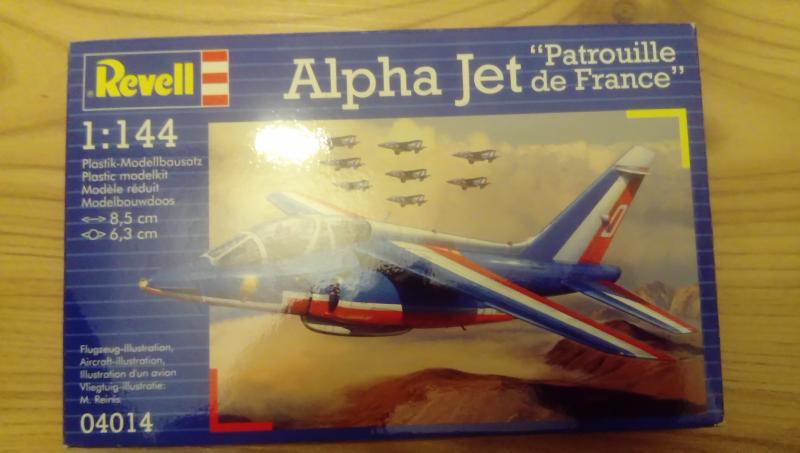 Revell
Alpha Jet "Patrouille
de France"
1:144
Plastik-Modellbausatz
Plastic modelkit
Modèle réduit
Modelbouwdoos
8,5 cm
6,3 cm
0
Flugzeug-Illustration,
Aircraft-illustration,
Illustration d'un avion
Vliegtuig-illustratie:
M. Reinis
04014